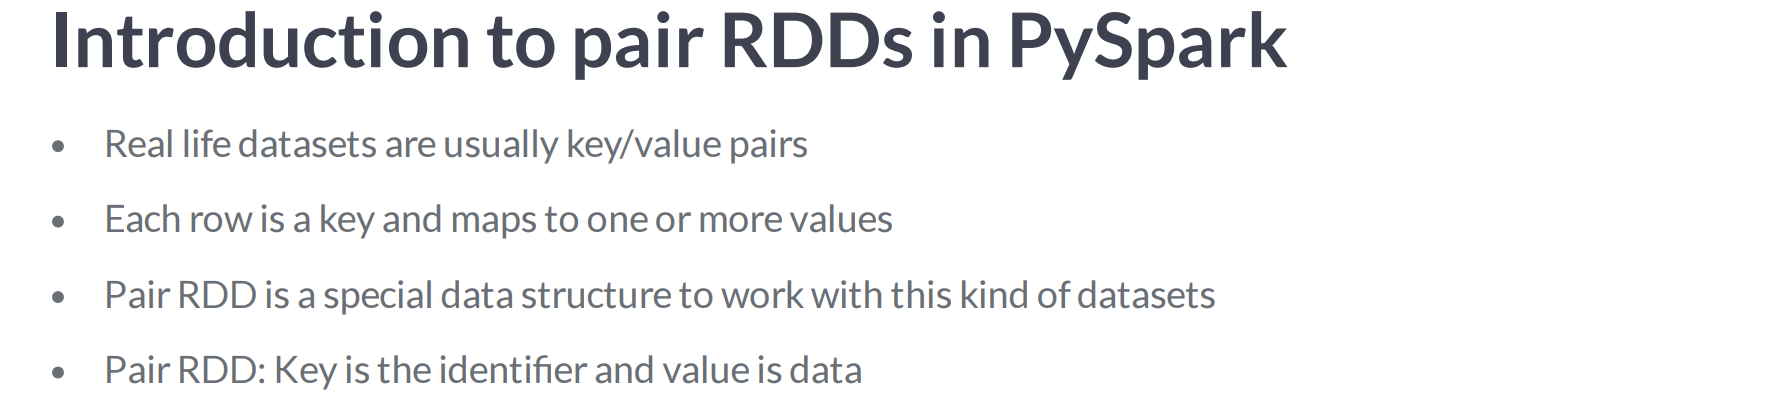 Introduction to pair RDDs in PySpark
• Real life datasets are usually key/value pairs
• Each row is a key and maps to one or more values
• Pair RDD is a special data structure to work with this kind of datasets
• Pair RDD: Key is the identifier and value is data